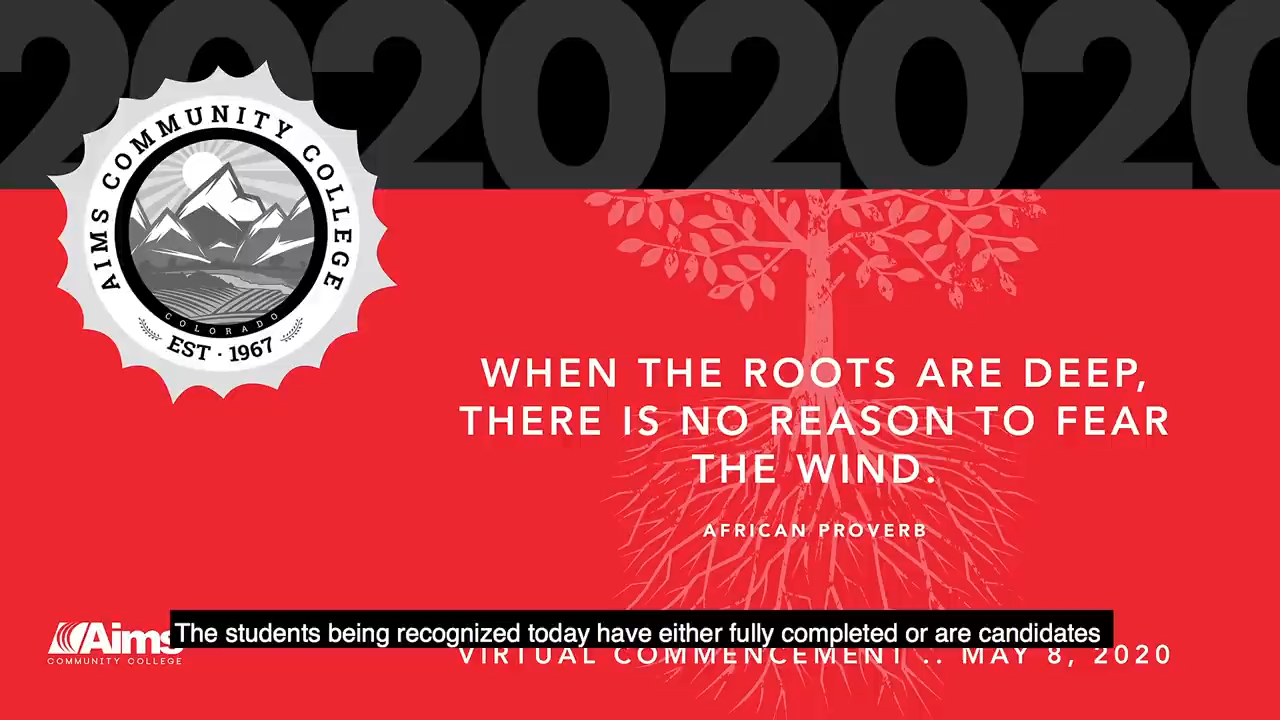 2020202020
AIMS COMMUNITY COLLEGE
COLORADO
EST · 1967
WHEN THE ROOTS ARE DEEP,
THERE IS NO REASON TO FEAR
THE WIND.
AFRICAN PROVERB
The students being recognized today have either fully completed or are candidates
Aims
COMMUNITY COLLEGE
VIRTUAL COMMENCEMENT .. MAY 8, 2020